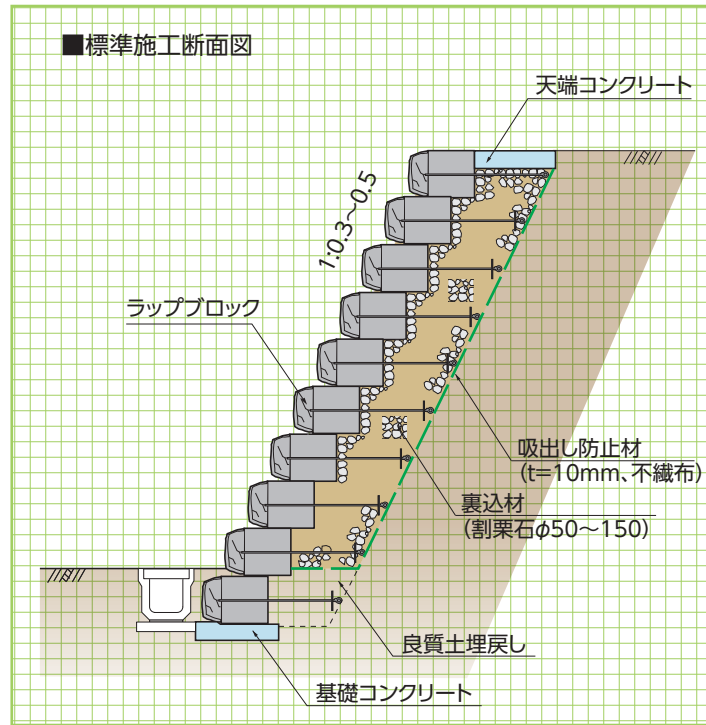 ■標準施工断面図
天端コンクリート
1:0.3～0.5
ラップブロック
吸出し防止材
(t=10mm、不織布)
裏込材
(割栗石φ50～150)
良質土埋戻し
基礎コンクリート